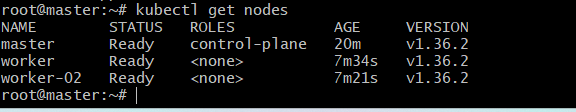 root@master:~# kubectl get nodes
NAME STATUS ROLES AGE VERSION
master Ready control-plane 20m v1.36.2
worker Ready <none> 7m34s v1.36.2
worker-02 Ready <none> 7m21s v1.36.2
root@master:~#